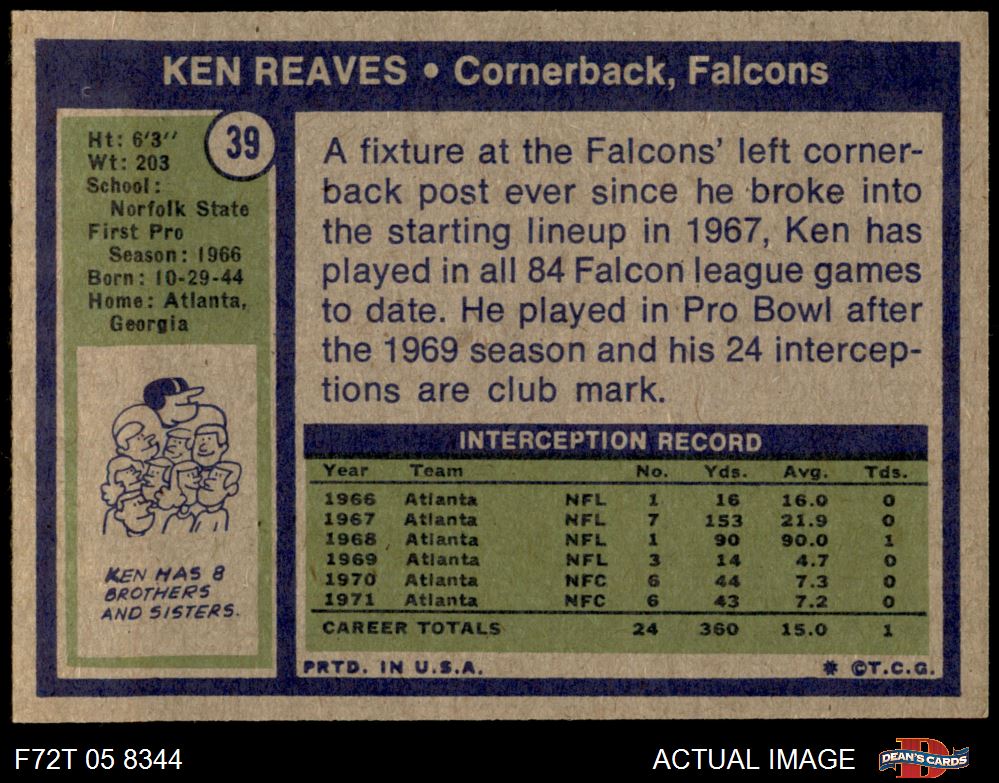 KEN REAVES • Cornerback, Falcons
39
Ht: 6'3''
Wt: 203
School:
Norfolk State
First Pro
Season: 1966
Born: 10-29-44
Home: Atlanta,
Georgia
KEN HAS 8
BROTHERS
AND SISTERS.
A fixture at the Falcons' left corner-
back post ever since he broke into
the starting lineup in 1967, Ken has
played in all 84 Falcon league games
to date. He played in Pro Bowl after
the 1969 season and his 24 intercep-
tions are club mark.
INTERCEPTION RECORD
Year Team No. Yds. Avg. Tds.
1966 Atlanta NFL 1 16 16.0 0
1967 Atlanta NFL 7 153 21.9 0
1968 Atlanta NFL 1 90 90.0 1
1969 Atlanta NFL 3 14 4.7 0
1970 Atlanta NFC 6 44 7.3 0
1971 Atlanta NFC 6 43 7.2 0
CAREER TOTALS 24 360 15.0 1
PRTD. IN U.S.A. * ©T.C.G.
F72T 05 8344 ACTUAL IMAGE DEAN'S CARDS